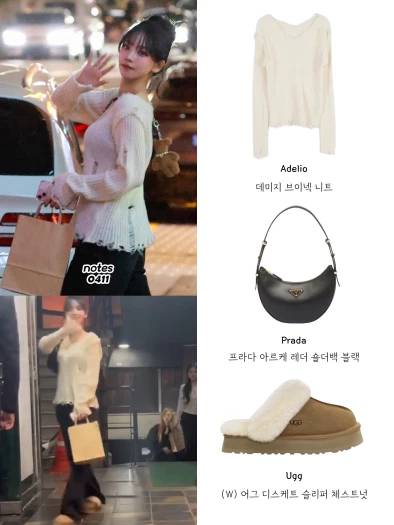 notes
0411
Adelio
데미지 브이넥 니트
Prada
프라다 아르케 레더 숄더백 블랙
UGG
Ugg
(W) 어그 디스케트 슬리퍼 체스트넛